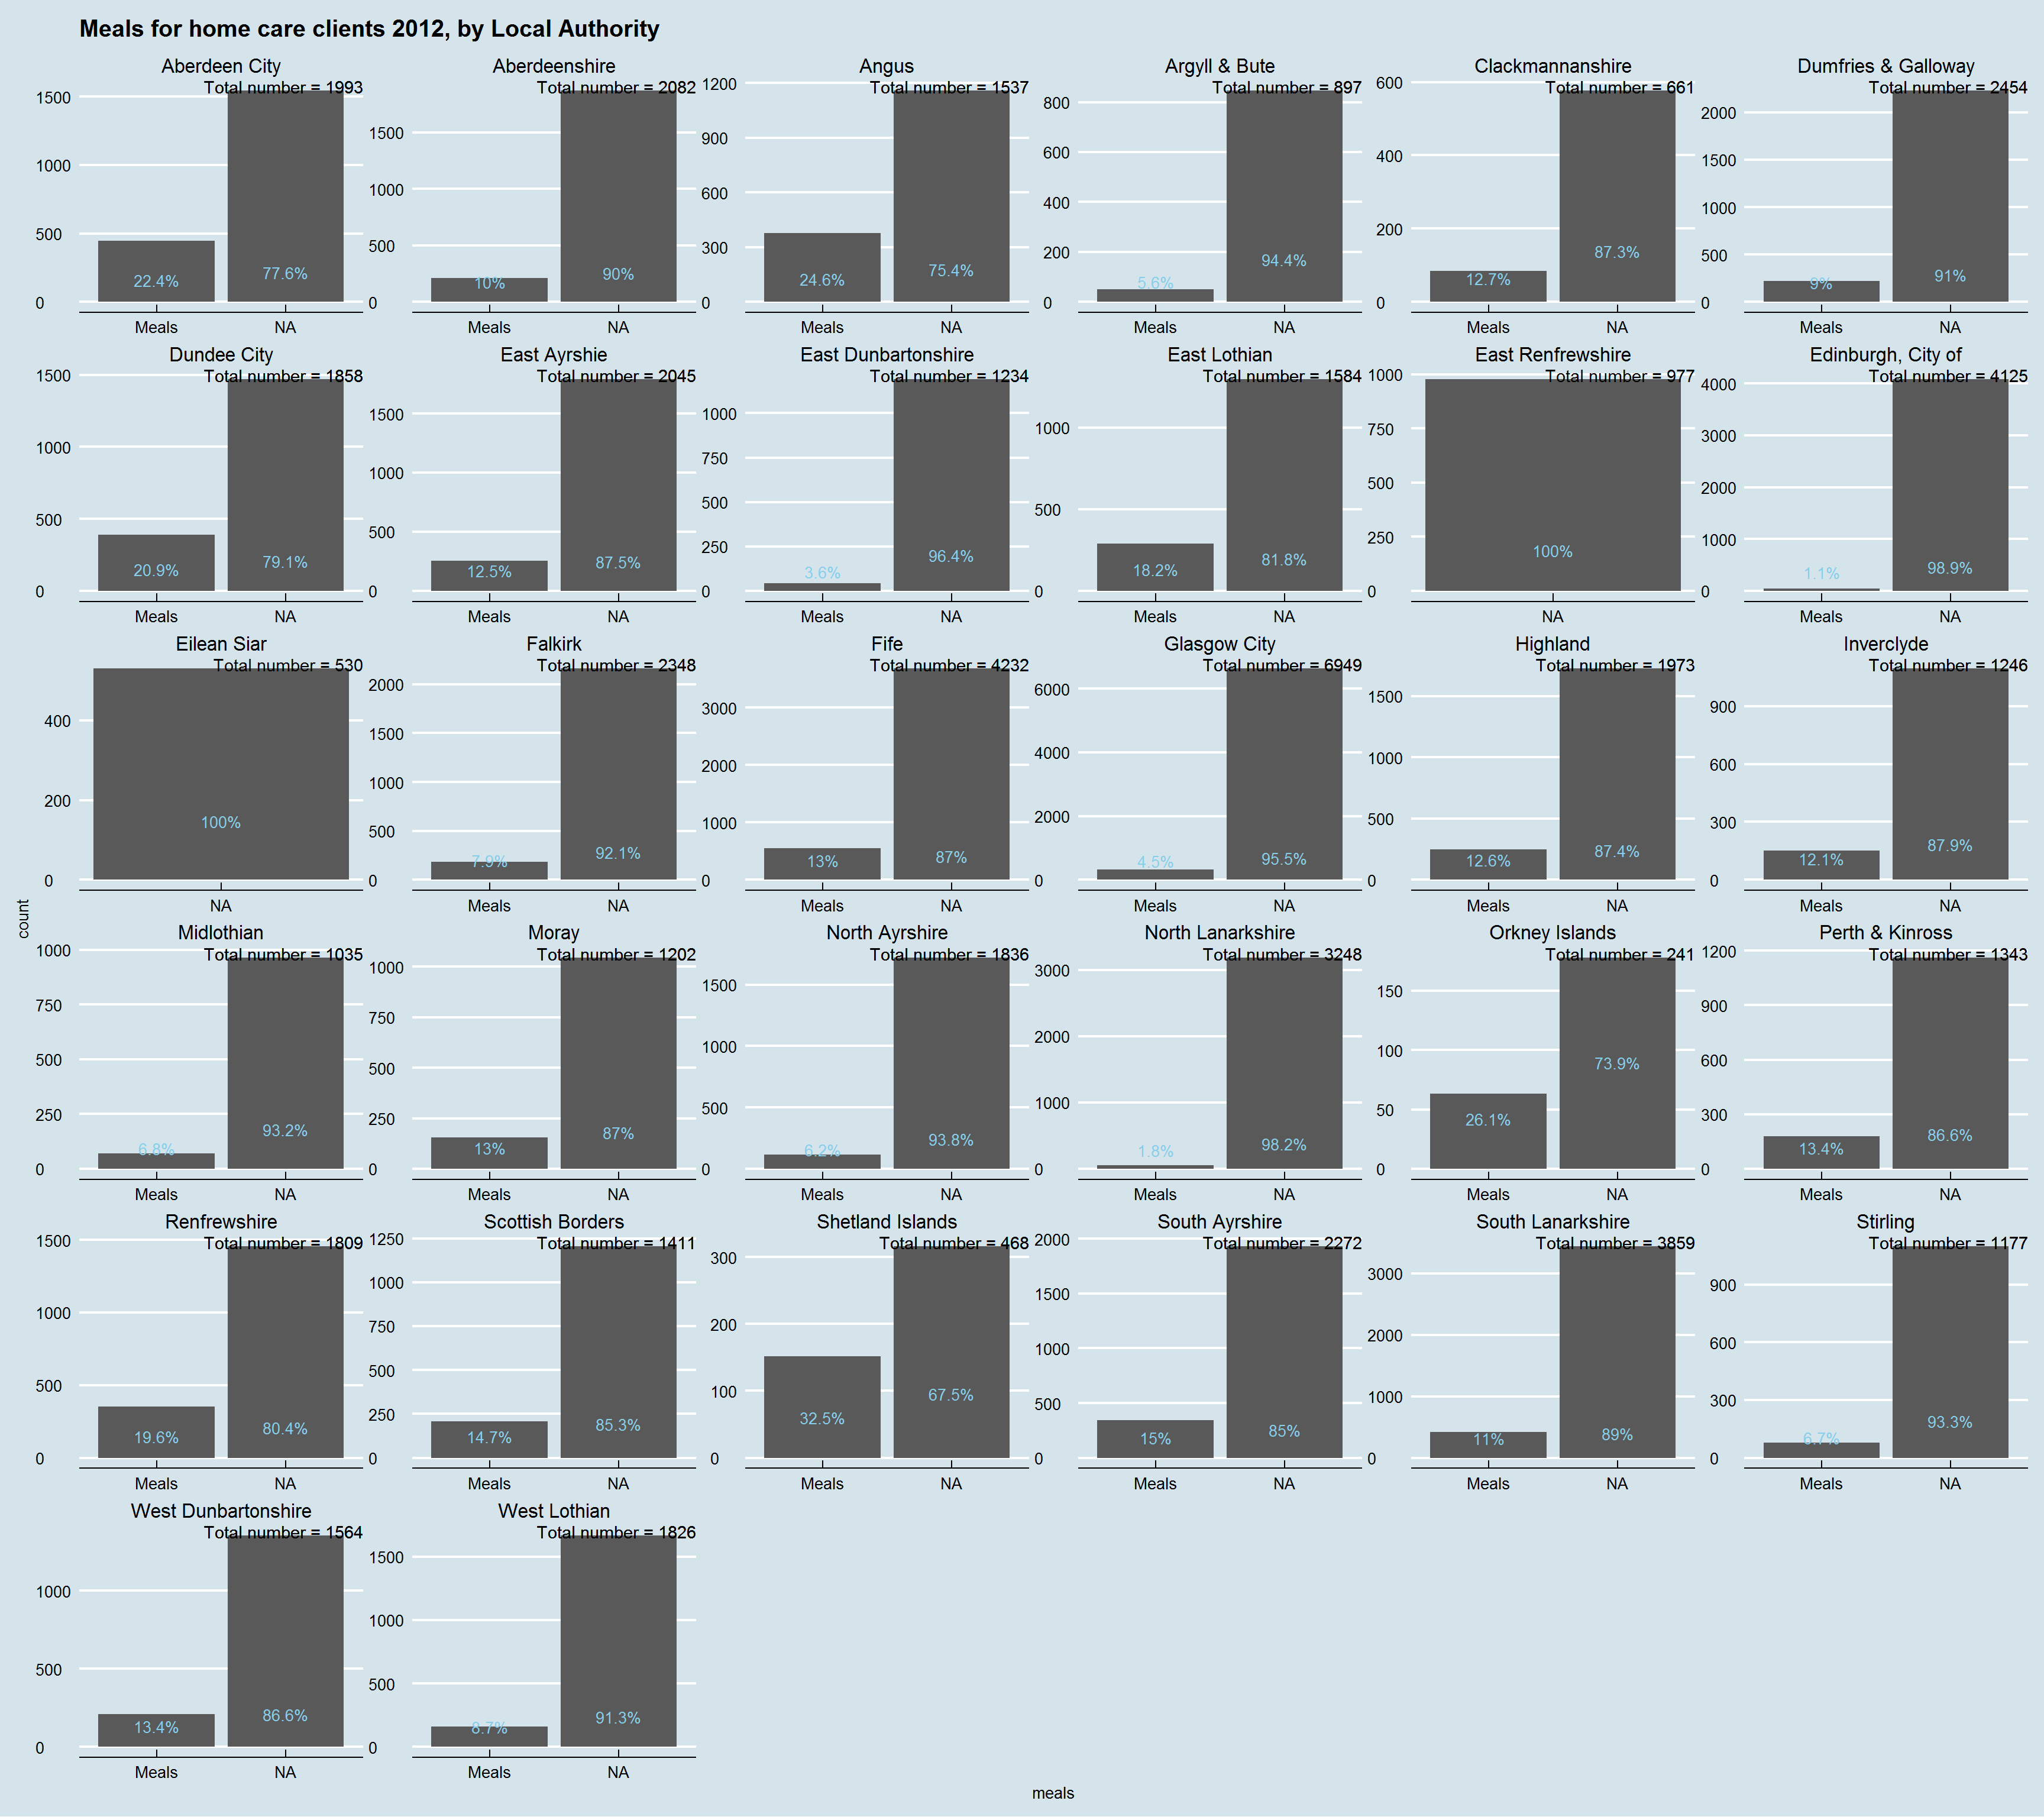 Meals for home care clients 2012, by Local Authority
Aberdeen City
Total number = 1993
1500
1000
500
0
22.4%
77.6%
Meals
NA
Aberdeenshire
Total number = 2082
1500
1000
500
0
10%
90%
Meals
NA
Angus
Total number = 1537
1200
900
600
300
0
24.6%
75.4%
Meals
NA
Argyll & Bute
Total number = 897
800
600
400
200
0
5.6%
94.4%
Meals
NA
Clackmannanshire
Total number = 661
600
400
200
0
12.7%
87.3%
Meals
NA
Dumfries & Galloway
Total number = 2454
2000
1500
1000
500
0
9%
91%
Meals
NA
Dundee City
Total number = 1858
1500
1000
500
0
20.9%
79.1%
Meals
NA
East Ayrshie
Total number = 2045
1500
1000
500
0
12.5%
87.5%
Meals
NA
East Dunbartonshire
Total number = 1234
1000
750
500
250
0
3.6%
96.4%
Meals
NA
East Lothian
Total number = 1584
1000
500
0
18.2%
81.8%
Meals
NA
East Renfrewshire
Total number = 977
1000
750
500
250
0
100%
NA
Edinburgh, City of
Total number = 4125
4000
3000
2000
1000
0
1.1%
98.9%
Meals
NA
Eilean Siar
Total number = 530
400
200
0
100%
NA
Falkirk
Total number = 2348
2000
1500
1000
500
0
7.9%
92.1%
Meals
NA
Fife
Total number = 4232
3000
2000
1000
0
13%
87%
Meals
NA
Glasgow City
Total number = 6949
6000
4000
2000
0
4.5%
95.5%
Meals
NA
Highland
Total number = 1973
1500
1000
500
0
12.6%
87.4%
Meals
NA
Inverclyde
Total number = 1246
900
600
300
0
12.1%
87.9%
Meals
NA
count
Midlothian
Total number = 1035
1000
750
500
250
0
6.8%
93.2%
Meals
NA
Moray
Total number = 1202
1000
750
500
250
0
13%
87%
Meals
NA
North Ayrshire
Total number = 1836
1500
1000
500
0
6.2%
93.8%
Meals
NA
North Lanarkshire
Total number = 3248
3000
2000
1000
0
1.8%
98.2%
Meals
NA
Orkney Islands
Total number = 241
150
100
50
0
26.1%
73.9%
Meals
NA
Perth & Kinross
Total number = 1343
1200
900
600
300
0
13.4%
86.6%
Meals
NA
Renfrewshire
Total number = 1809
1500
1000
500
0
19.6%
80.4%
Meals
NA
Scottish Borders
Total number = 1411
1250
1000
750
500
250
0
14.7%
85.3%
Meals
NA
Shetland Islands
Total number = 468
300
200
100
0
32.5%
67.5%
Meals
NA
South Ayrshire
Total number = 2272
2000
1500
1000
500
0
15%
85%
Meals
NA
South Lanarkshire
Total number = 3859
3000
2000
1000
0
11%
89%
Meals
NA
Stirling
Total number = 1177
900
600
300
0
6.7%
93.3%
Meals
NA
West Dunbartonshire
Total number = 1564
1000
500
0
13.4%
86.6%
Meals
NA
West Lothian
Total number = 1826
1500
1000
500
0
8.7%
91.3%
Meals
NA
meals